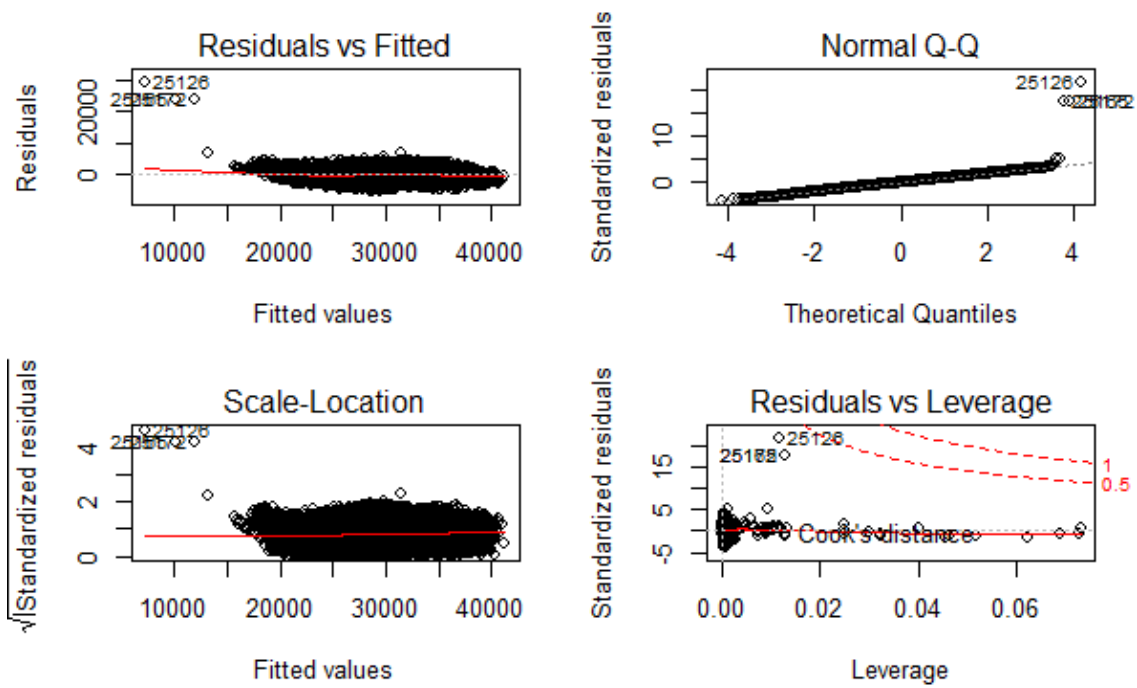 Residuals vs Fitted
Residuals
20000
0
25126
10000 20000 30000 40000
Fitted values
Normal Q-Q
Standardized residuals
10
0
25126
-4 -2 0 2 4
Theoretical Quantiles
Scale-Location
√|Standardized residuals
4
2
0
25126
10000 20000 30000 40000
Fitted values
Residuals vs Leverage
Standardized residuals
15
5
-5
25126
1
0.5
Cook's distance
0.00 0.02 0.04 0.06
Leverage